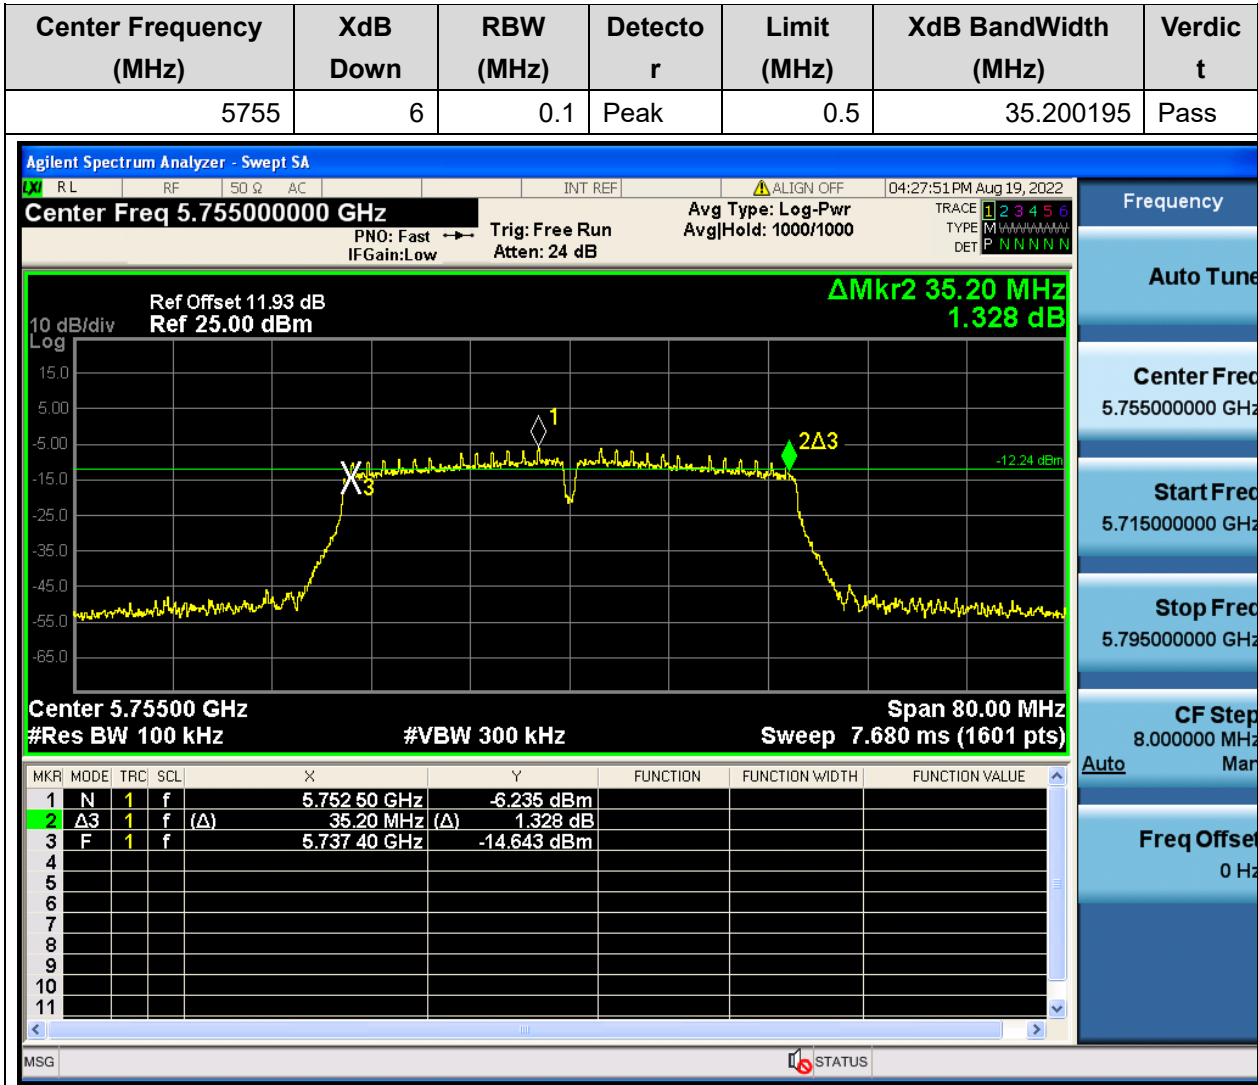 Center Frequency (MHz) XdB Down RBW (MHz) Detecto r Limit (MHz) XdB BandWidth (MHz) Verdic t
5755 6 0.1 Peak 0.5 35.200195 Pass
Agilent Spectrum Analyzer - Swept SA
LXI RL RF 50 Ω AC INT REF ALIGN OFF 04:27:51 PM Aug 19, 2022
Center Freq 5.755000000 GHz
PNO: Fast
IFGain:Low
Trig: Free Run
Atten: 24 dB
Avg Type: Log-Pwr
Avg|Hold: 1000/1000
TRACE 1 2 3 4 5 6
TYPE M
DET P N N N N N
Frequency
Auto Tune
Center Freq
5.755000000 GHz
Start Freq
5.715000000 GHz
Stop Freq
5.795000000 GHz
CF Step
8.000000 MHz
Auto Man
Freq Offset
0 Hz
ΔMkr2 35.20 MHz
1.328 dB
Ref Offset 11.93 dB
10 dB/div Ref 25.00 dBm
Log
15.0
5.00
-5.00
-15.0
-25.0
-35.0
-45.0
-55.0
-65.0
1
2Δ3
3
-12.24 dBm
Center 5.75500 GHz Span 80.00 MHz
#Res BW 100 kHz #VBW 300 kHz Sweep 7.680 ms (1601 pts)
MKR MODE TRC SCL X Y FUNCTION FUNCTION WIDTH FUNCTION VALUE
1 N 1 f 5.752 50 GHz -6.235 dBm
2 Δ3 1 f (Δ) 35.20 MHz (Δ) 1.328 dB
3 F 1 f 5.737 40 GHz -14.643 dBm
4
5
6
7
8
9
10
11
MSG STATUS